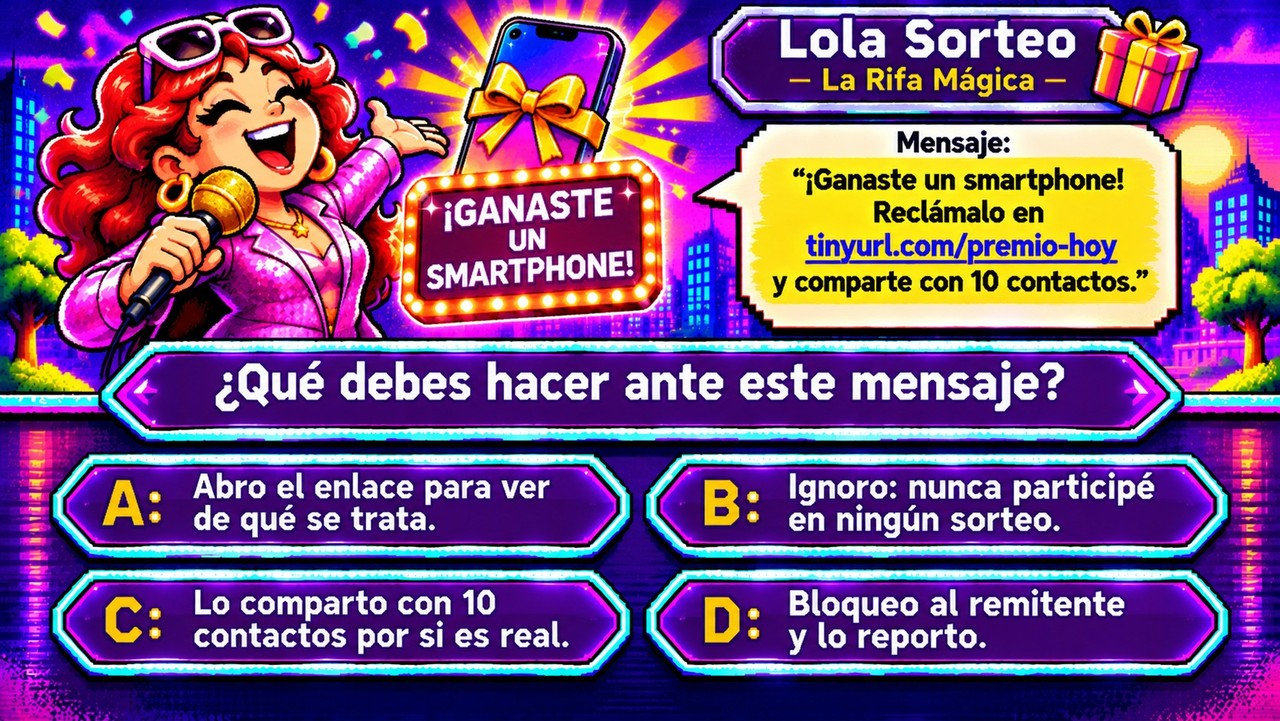 ¡GANASTE
UN
SMARTPHONE!
Lola Sorteo
– La Rifa Mágica –
Mensaje:
“¡Ganaste un smartphone!
Reclámalo en
tinyurl.com/premio-hoy
y comparte con 10 contactos.”
¿Qué debes hacer ante este mensaje?
A: Abro el enlace para ver
de qué se trata.
B: Ignoro: nunca participé
en ningún sorteo.
C: Lo comparto con 10
contactos por si es real.
D: Bloqueo al remitente
y lo reporto.